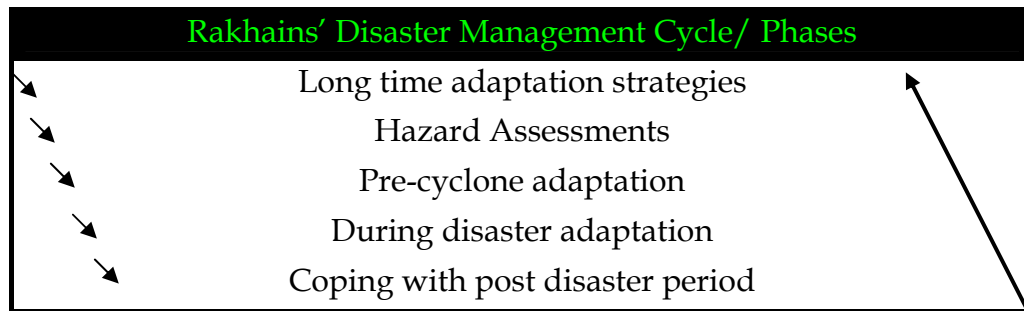 Rakhains’ Disaster Management Cycle/ Phases
Long time adaptation strategies
Hazard Assessments
Pre-cyclone adaptation
During disaster adaptation
Coping with post disaster period